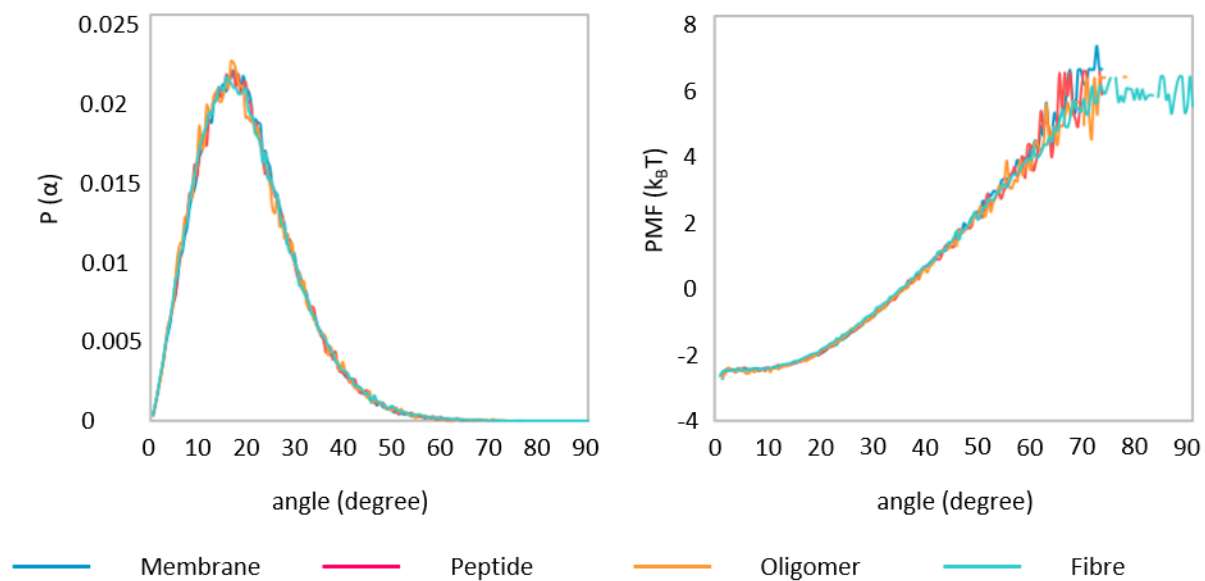 0.025
0.02
0.015
0.01
0.005
0
P (α)
0 10 20 30 40 50 60 70 80 90
angle (degree)
8
6
4
2
0
-2
-4
PMF (kBT)
0 10 20 30 40 50 60 70 80 90
angle (degree)
Membrane Peptide Oligomer Fibre